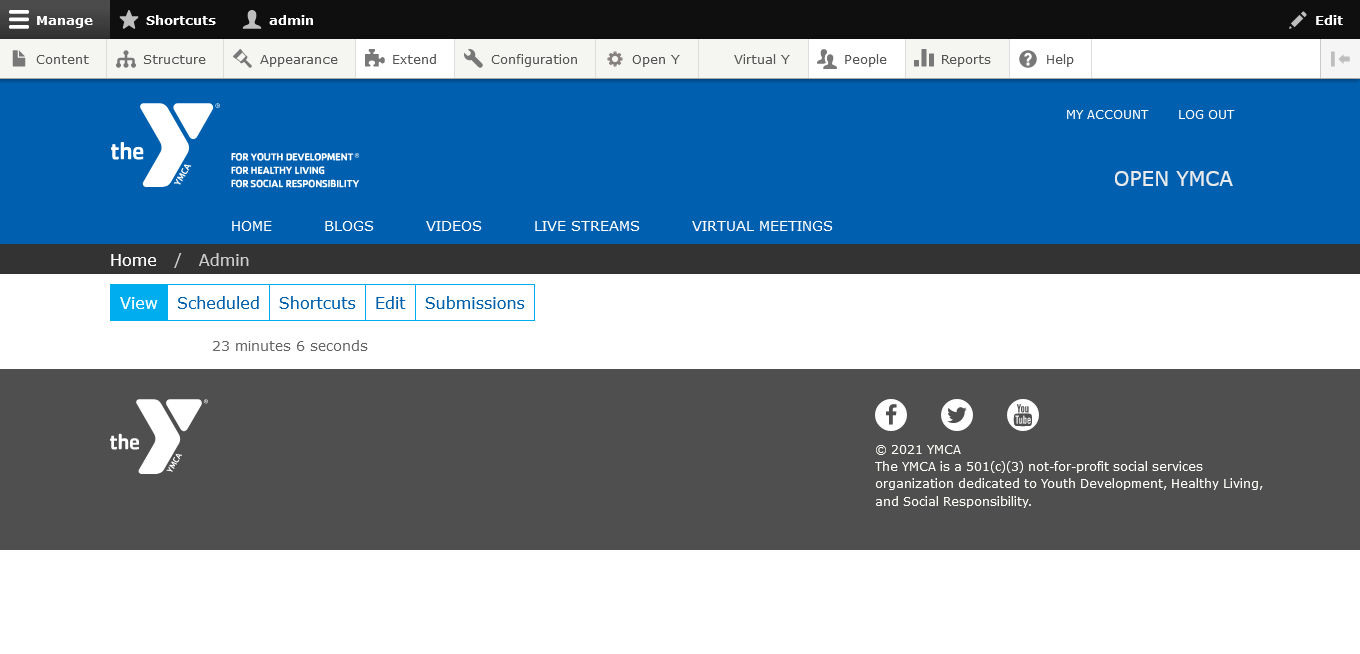 Manage Shortcuts admin Edit
Content Structure Appearance Extend Configuration Open Y Virtual Y People Reports Help
MY ACCOUNT LOG OUT
the YMCA ®
FOR YOUTH DEVELOPMENT®
FOR HEALTHY LIVING
FOR SOCIAL RESPONSIBILITY
OPEN YMCA
HOME BLOGS VIDEOS LIVE STREAMS VIRTUAL MEETINGS
Home / Admin
View Scheduled Shortcuts Edit Submissions
23 minutes 6 seconds
the YMCA ®
You Tube
© 2021 YMCA
The YMCA is a 501(c)(3) not-for-profit social services
organization dedicated to Youth Development, Healthy Living,
and Social Responsibility.